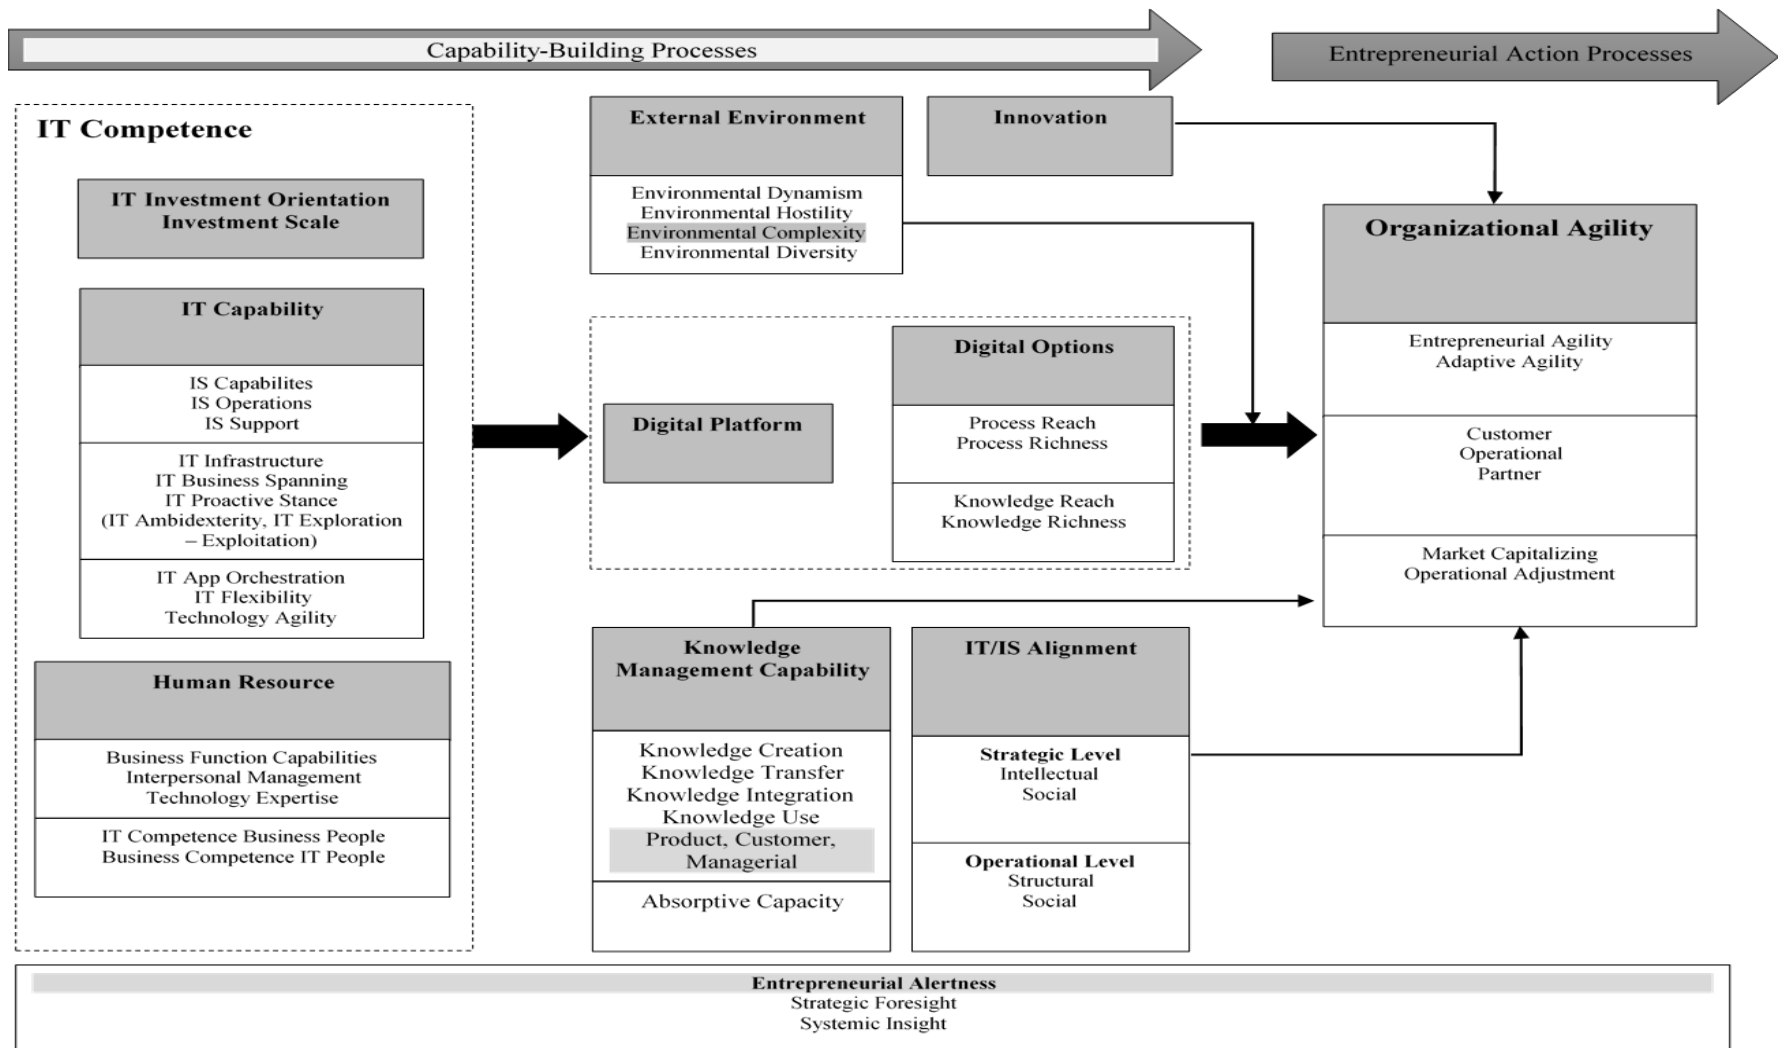 Capability-Building Processes
Entrepreneurial Action Processes
IT Competence
IT Investment Orientation
Investment Scale
IT Capability
IS Capabilites
IS Operations
IS Support
IT Infrastructure
IT Business Spanning
IT Proactive Stance
(IT Ambidexterity, IT Exploration
– Exploitation)
IT App Orchestration
IT Flexibility
Technology Agility
Human Resource
Business Function Capabilities
Interpersonal Management
Technology Expertise
IT Competence Business People
Business Competence IT People
External Environment
Environmental Dynamism
Environmental Hostility
Environmental Complexity
Environmental Diversity
Innovation
Digital Platform
Digital Options
Process Reach
Process Richness
Knowledge Reach
Knowledge Richness
Knowledge
Management Capability
Knowledge Creation
Knowledge Transfer
Knowledge Integration
Knowledge Use
Product, Customer,
Managerial
Absorptive Capacity
IT/IS Alignment
Strategic Level
Intellectual
Social
Operational Level
Structural
Social
Organizational Agility
Entrepreneurial Agility
Adaptive Agility
Customer
Operational
Partner
Market Capitalizing
Operational Adjustment
Entrepreneurial Alertness
Strategic Foresight
Systemic Insight